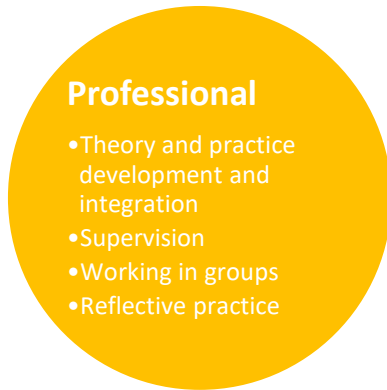 Professional
•Theory and practice
development and
integration
•Supervision
•Working in groups
•Reflective practice